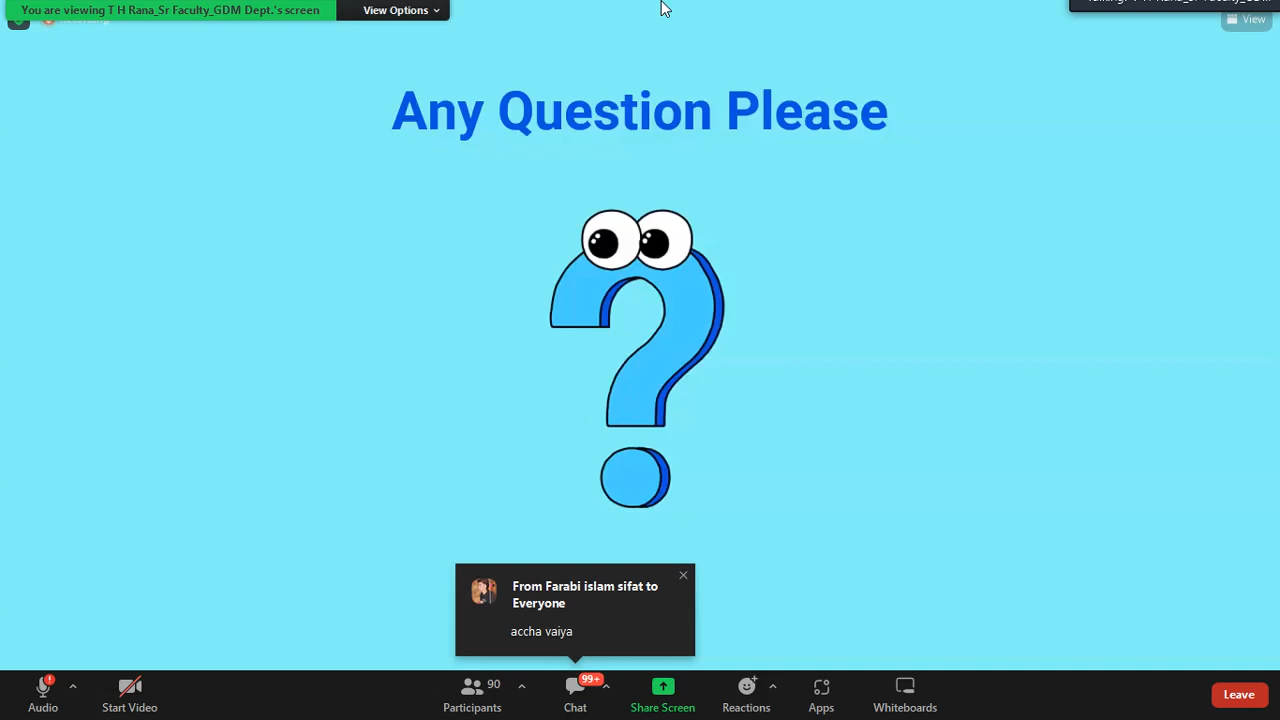 You are viewing T H Rana_Sr Faculty_GDM Dept.'s screen
View Options
Recording
View
Any Question Please
From Farabi islam sifat to
Everyone
accha vaiya
90
99+
Audio
Start Video
Participants
Chat
Share Screen
Reactions
Apps
Whiteboards
Leave